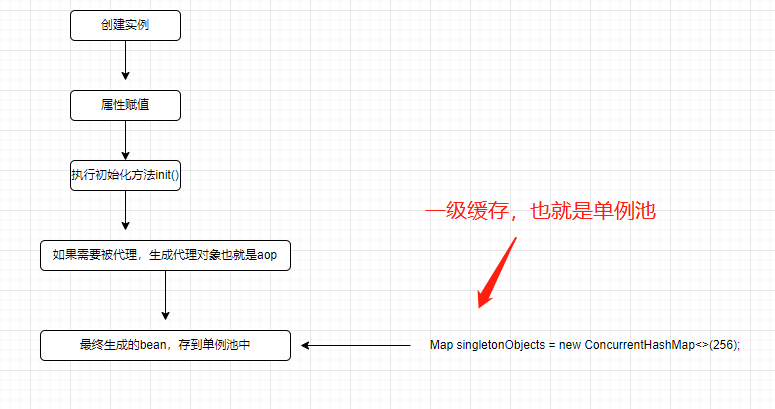 创建实例
属性赋值
执行初始化方法init()
一级缓存，也就是单例池
如果需要被代理，生成代理对象也就是aop
最终生成的bean，存到单例池中
Map singletonObjects = new ConcurrentHashMap<>(256);